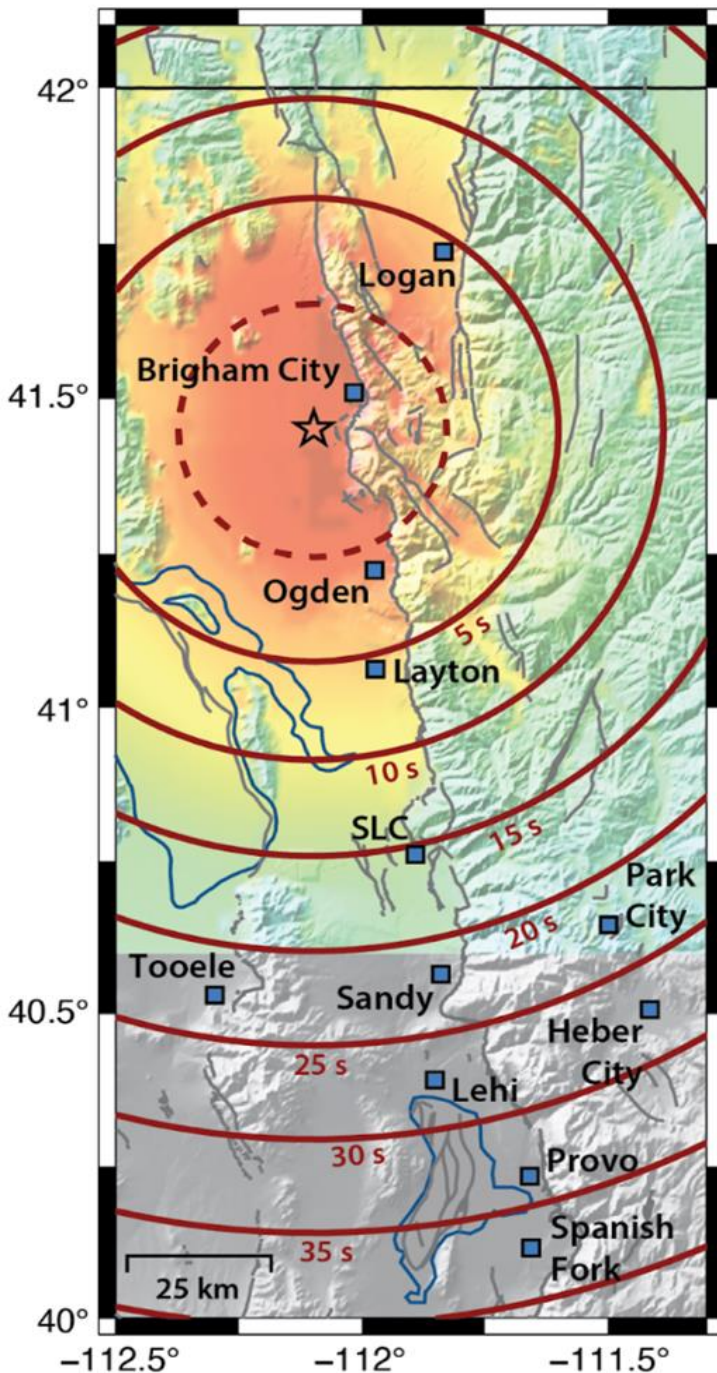 42°
Logan
Brigham City
41.5°
Ogden
5 s
Layton
41°
10 s
SLC
15 s
Park
City
20 s
Tooele
Sandy
40.5°
Heber
City
25 s
Lehi
30 s
Provo
35 s
Spanish
Fork
25 km
40°
−112.5°
−112°
−111.5°